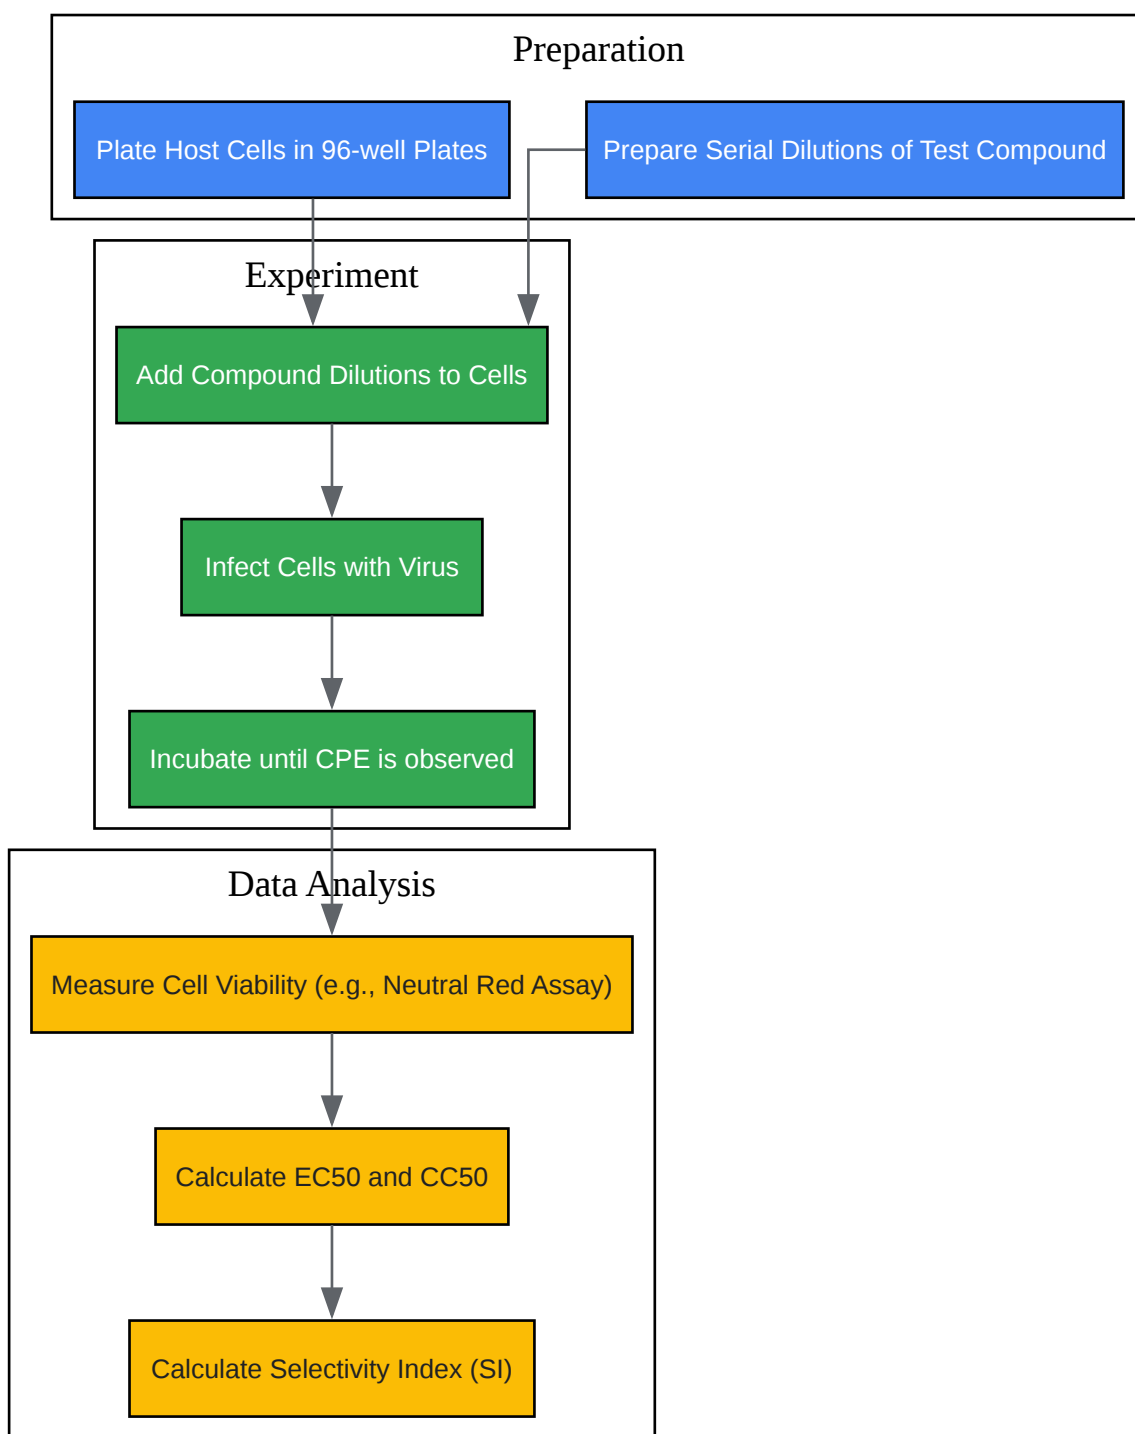 Preparation
Plate Host Cells in 96-well Plates
Prepare Serial Dilutions of Test Compound
Experiment
Add Compound Dilutions to Cells
Infect Cells with Virus
Incubate until CPE is observed
Data Analysis
Measure Cell Viability (e.g., Neutral Red Assay)
Calculate EC50 and CC50
Calculate Selectivity Index (SI)